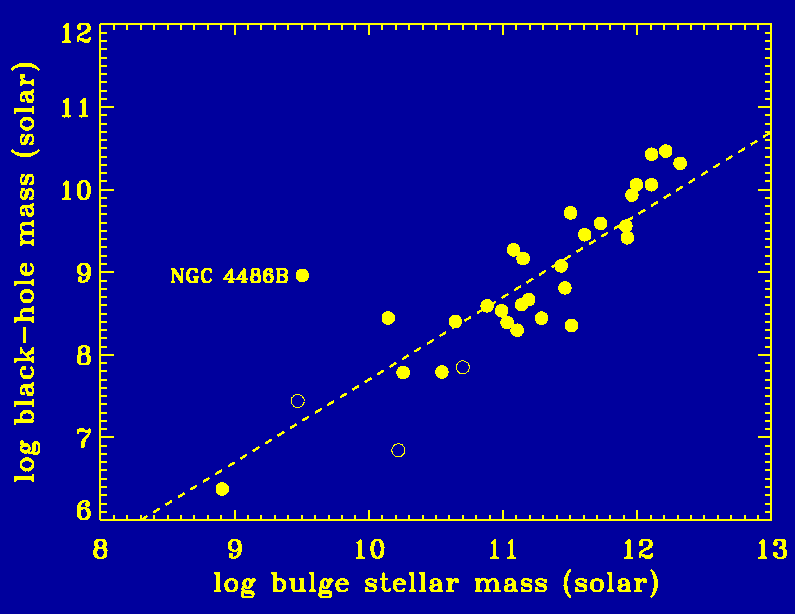 12
11
10
9
8
7
6
log black-hole mass (solar)
NGC 4486B
8 9 10 11 12 13
log bulge stellar mass (solar)